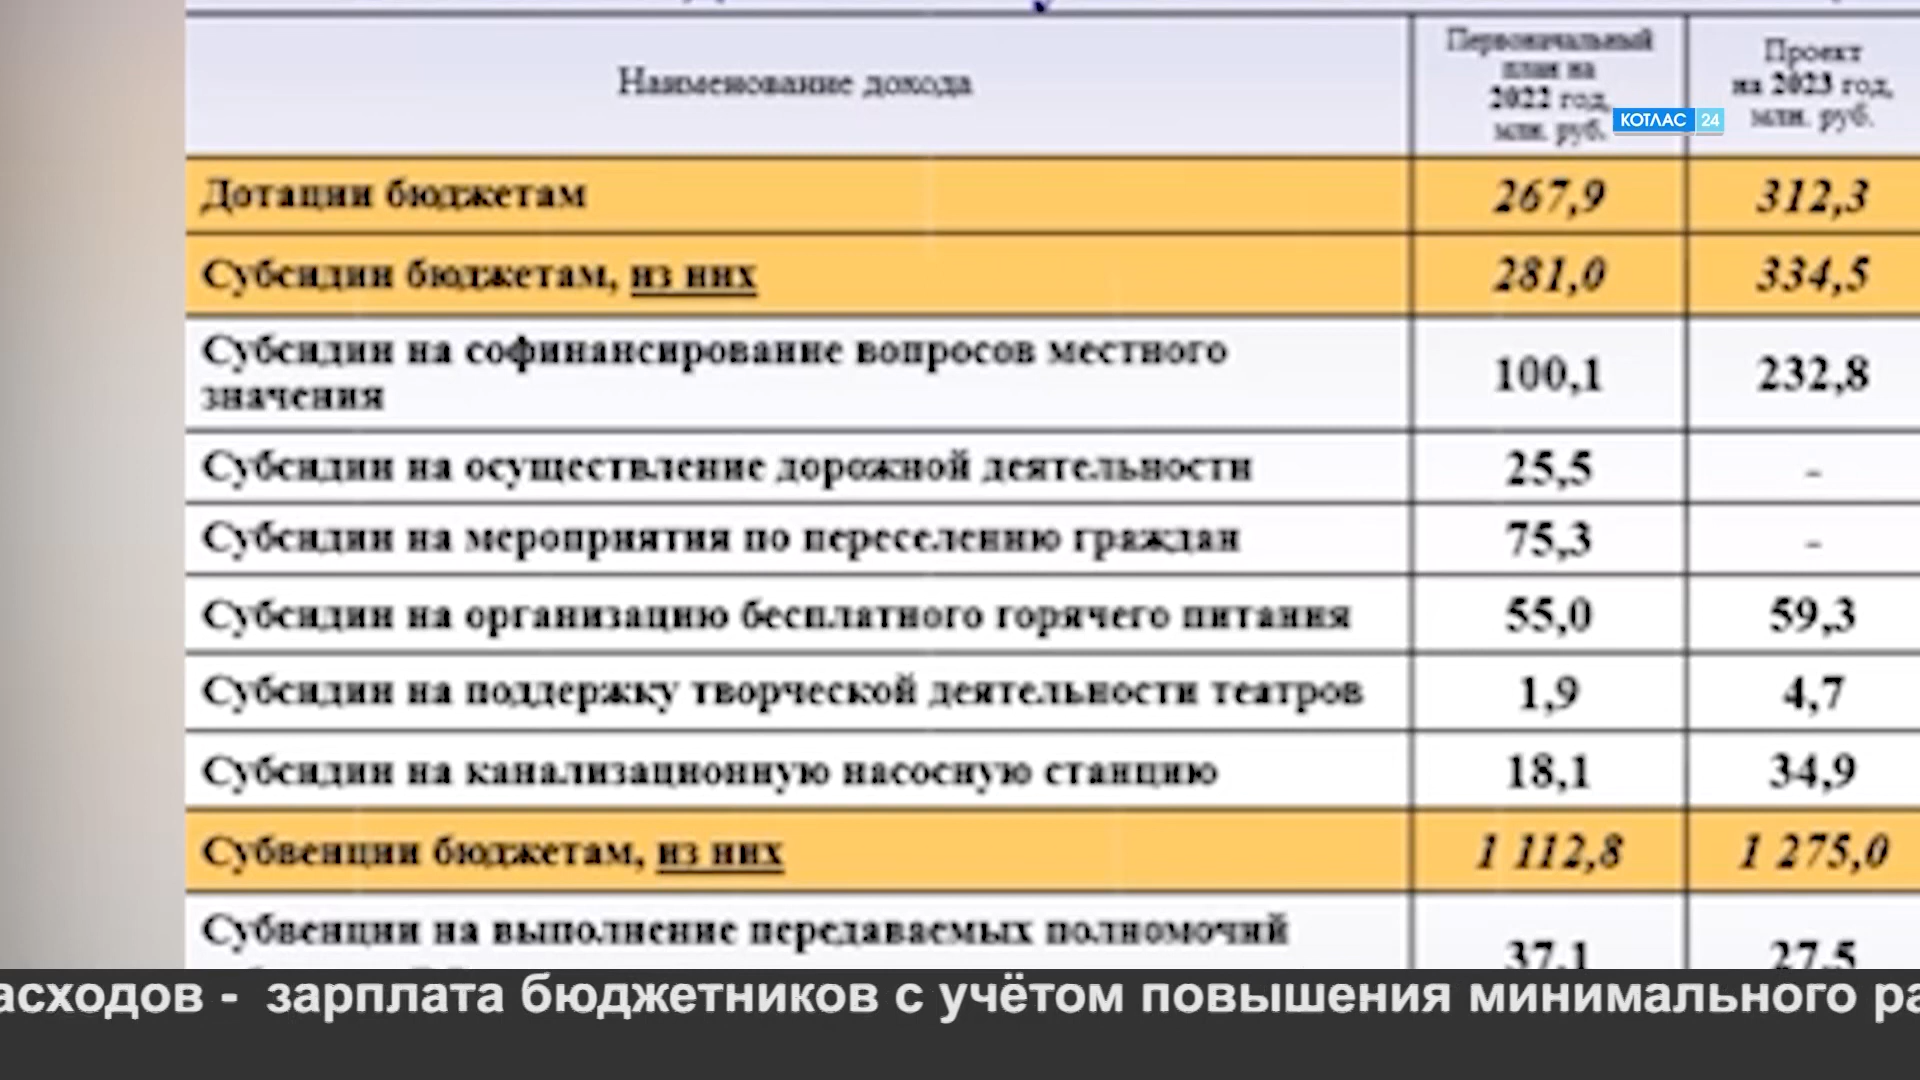 Наименование дохода
Первоначальный
план на
2022 год,
млн. руб.
Проект
на 2023 год,
млн. руб.
КОТЛАС 24
Дотации бюджетам 267,9 312,3
Субсидии бюджетам, из них 281,0 334,5
Субсидии на софинансирование вопросов местного
значения 100,1 232,8
Субсидии на осуществление дорожной деятельности 25,5 -
Субсидии на мероприятия по переселению граждан 75,3 -
Субсидии на организацию бесплатного горячего питания 55,0 59,3
Субсидии на поддержку творческой деятельности театров 1,9 4,7
Субсидии на канализационную насосную станцию 18,1 34,9
Субвенции бюджетам, из них 1 112,8 1 275,0
Субвенции на выполнение передаваемых полномочий 37,1 27,5
асходов - зарплата бюджетников с учётом повышения минимального ра